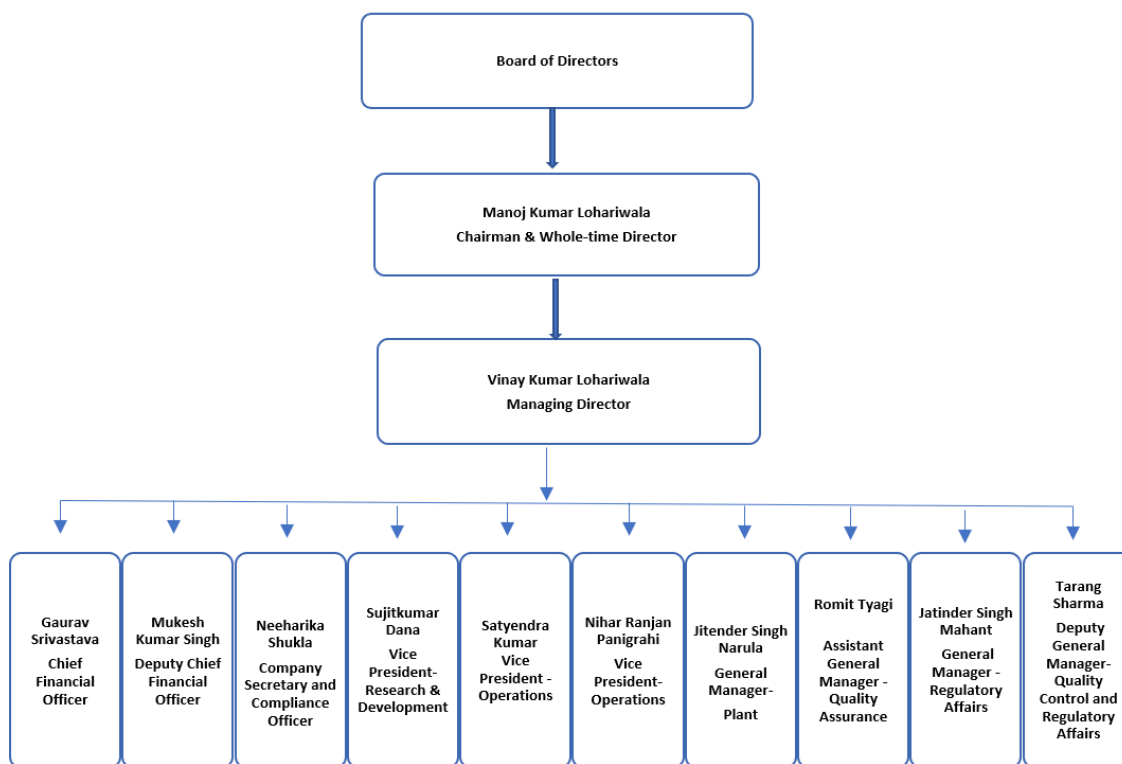 Board of Directors
Manoj Kumar Lohariwala
Chairman & Whole-time Director
Vinay Kumar Lohariwala
Managing Director
Gaurav
Srivastava
Chief
Financial
Officer
Mukesh
Kumar Singh
Deputy Chief
Financial
Officer
Neeharika
Shukla
Company
Secretary and
Compliance
Officer
Sujitkumar
Dana
Vice
President-
Research &
Development
Satyendra
Kumar
Vice
President -
Operations
Nihar Ranjan
Panigrahi
Vice
President-
Operations
Jitender Singh
Narula
General
Manager-
Plant
Romit Tyagi
Assistant
General
Manager -
Quality
Assurance
Jatinder Singh
Mahant
General
Manager -
Regulatory
Affairs
Tarang
Sharma
Deputy
General
Manager-
Quality
Control and
Regulatory
Affairs